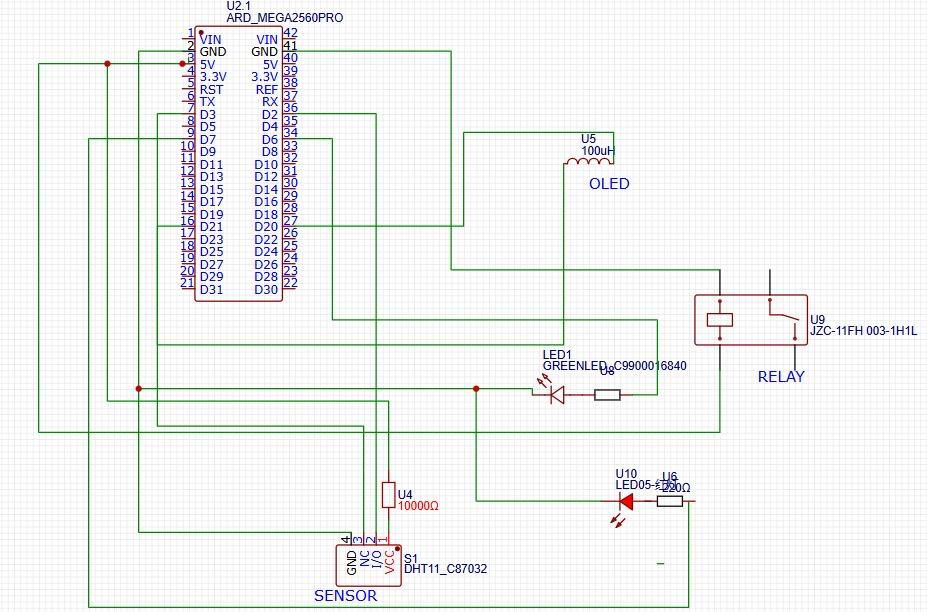 U2.1
ARD_MEGA2560PRO
1 VIN VIN 42
2 GND GND 41
3 5V 5V 40
4 3.3V 3.3V 39
5 RST REF 38
6 TX RX 37
7 D3 D2 36
8 D5 D4 35
9 D7 D6 34
10 D9 D8 33
11 D11 D10 32
12 D13 D12 31
13 D15 D14 30
14 D17 D16 29
15 D19 D18 28
16 D21 D20 27
17 D23 D22 26
18 D25 D24 25
19 D27 D26 24
20 D29 D28 23
21 D31 D30 22
U5
100uH
OLED
U9
JZC-11FH 003-1H1L
RELAY
LED1
GREENLED_C9900016840
U8
U10
LED05-
U6
220Ω
U4
10000Ω
4 3 2 1
GND NC I/O VCC
S1
DHT11_C87032
SENSOR